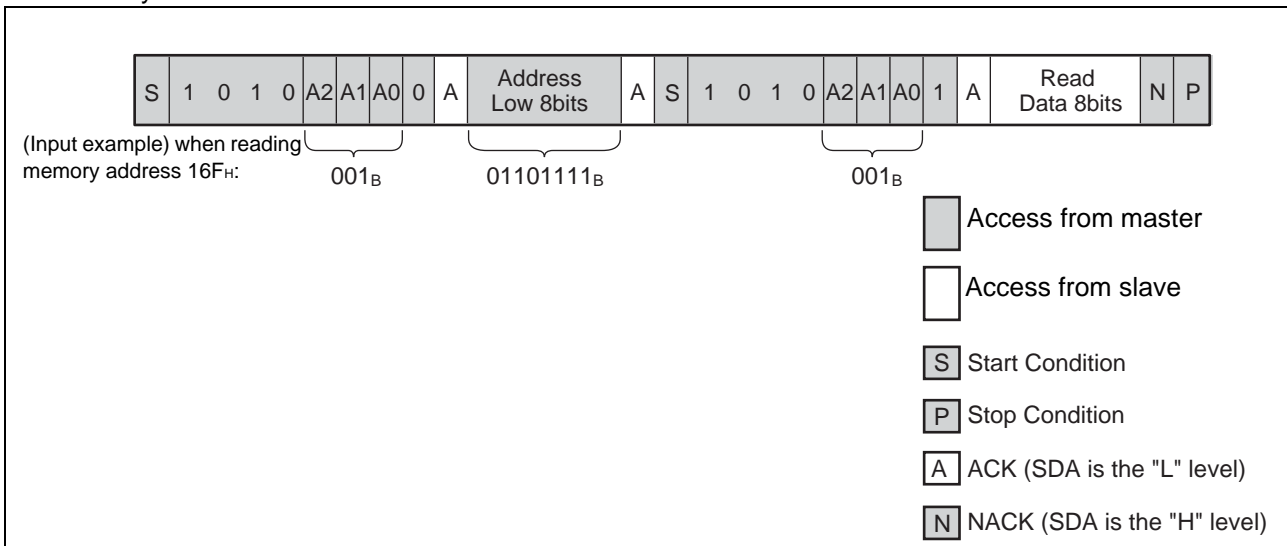 S 1 0 1 0 A2 A1 A0 0 A Address Low 8bits A S 1 0 1 0 A2 A1 A0 1 A Read Data 8bits N P
(Input example) when reading
memory address 16FH:
001B 01101111B 001B
Access from master
Access from slave
S Start Condition
P Stop Condition
A ACK (SDA is the "L" level)
N NACK (SDA is the "H" level)